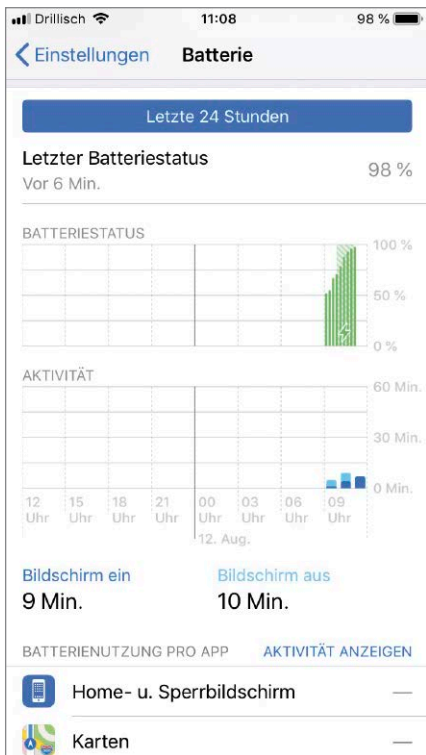 Drillisch 11:08 98 %
Einstellungen Batterie
Letzte 24 Stunden
Letzter Batteriestatus 98 %
Vor 6 Min.
BATTERIESTATUS
100 %
50 %
0 %
AKTIVITÄT
60 Min.
30 Min.
0 Min.
12 15 18 21 00 03 06 09
Uhr Uhr Uhr Uhr Uhr Uhr Uhr Uhr
12. Aug.
Bildschirm ein Bildschirm aus
9 Min. 10 Min.
BATTERIENUTZUNG PRO APP AKTIVITÄT ANZEIGEN
Home- u. Sperrbildschirm —
Karten —